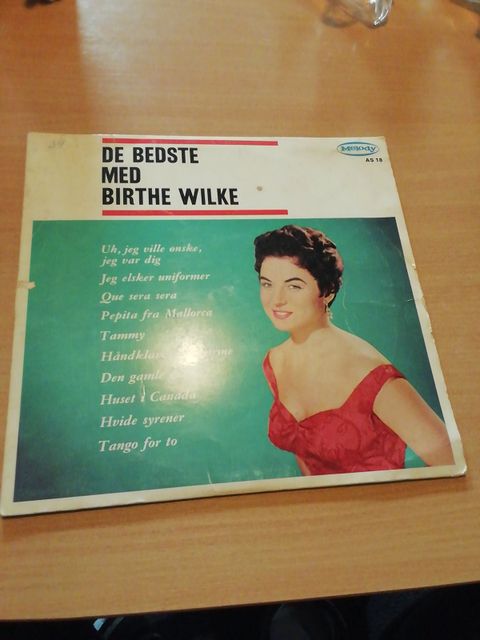 DE BEDSTE
MED
BIRTHE WILKE
Melody
AS 18
Uh, jeg ville ønske,
jeg var dig
Jeg elsker uniformer
Que sera sera
Pepita fra Mallorca
Tammy
Den gamle
Huset i Canada
Hvide syrener
Tango for to